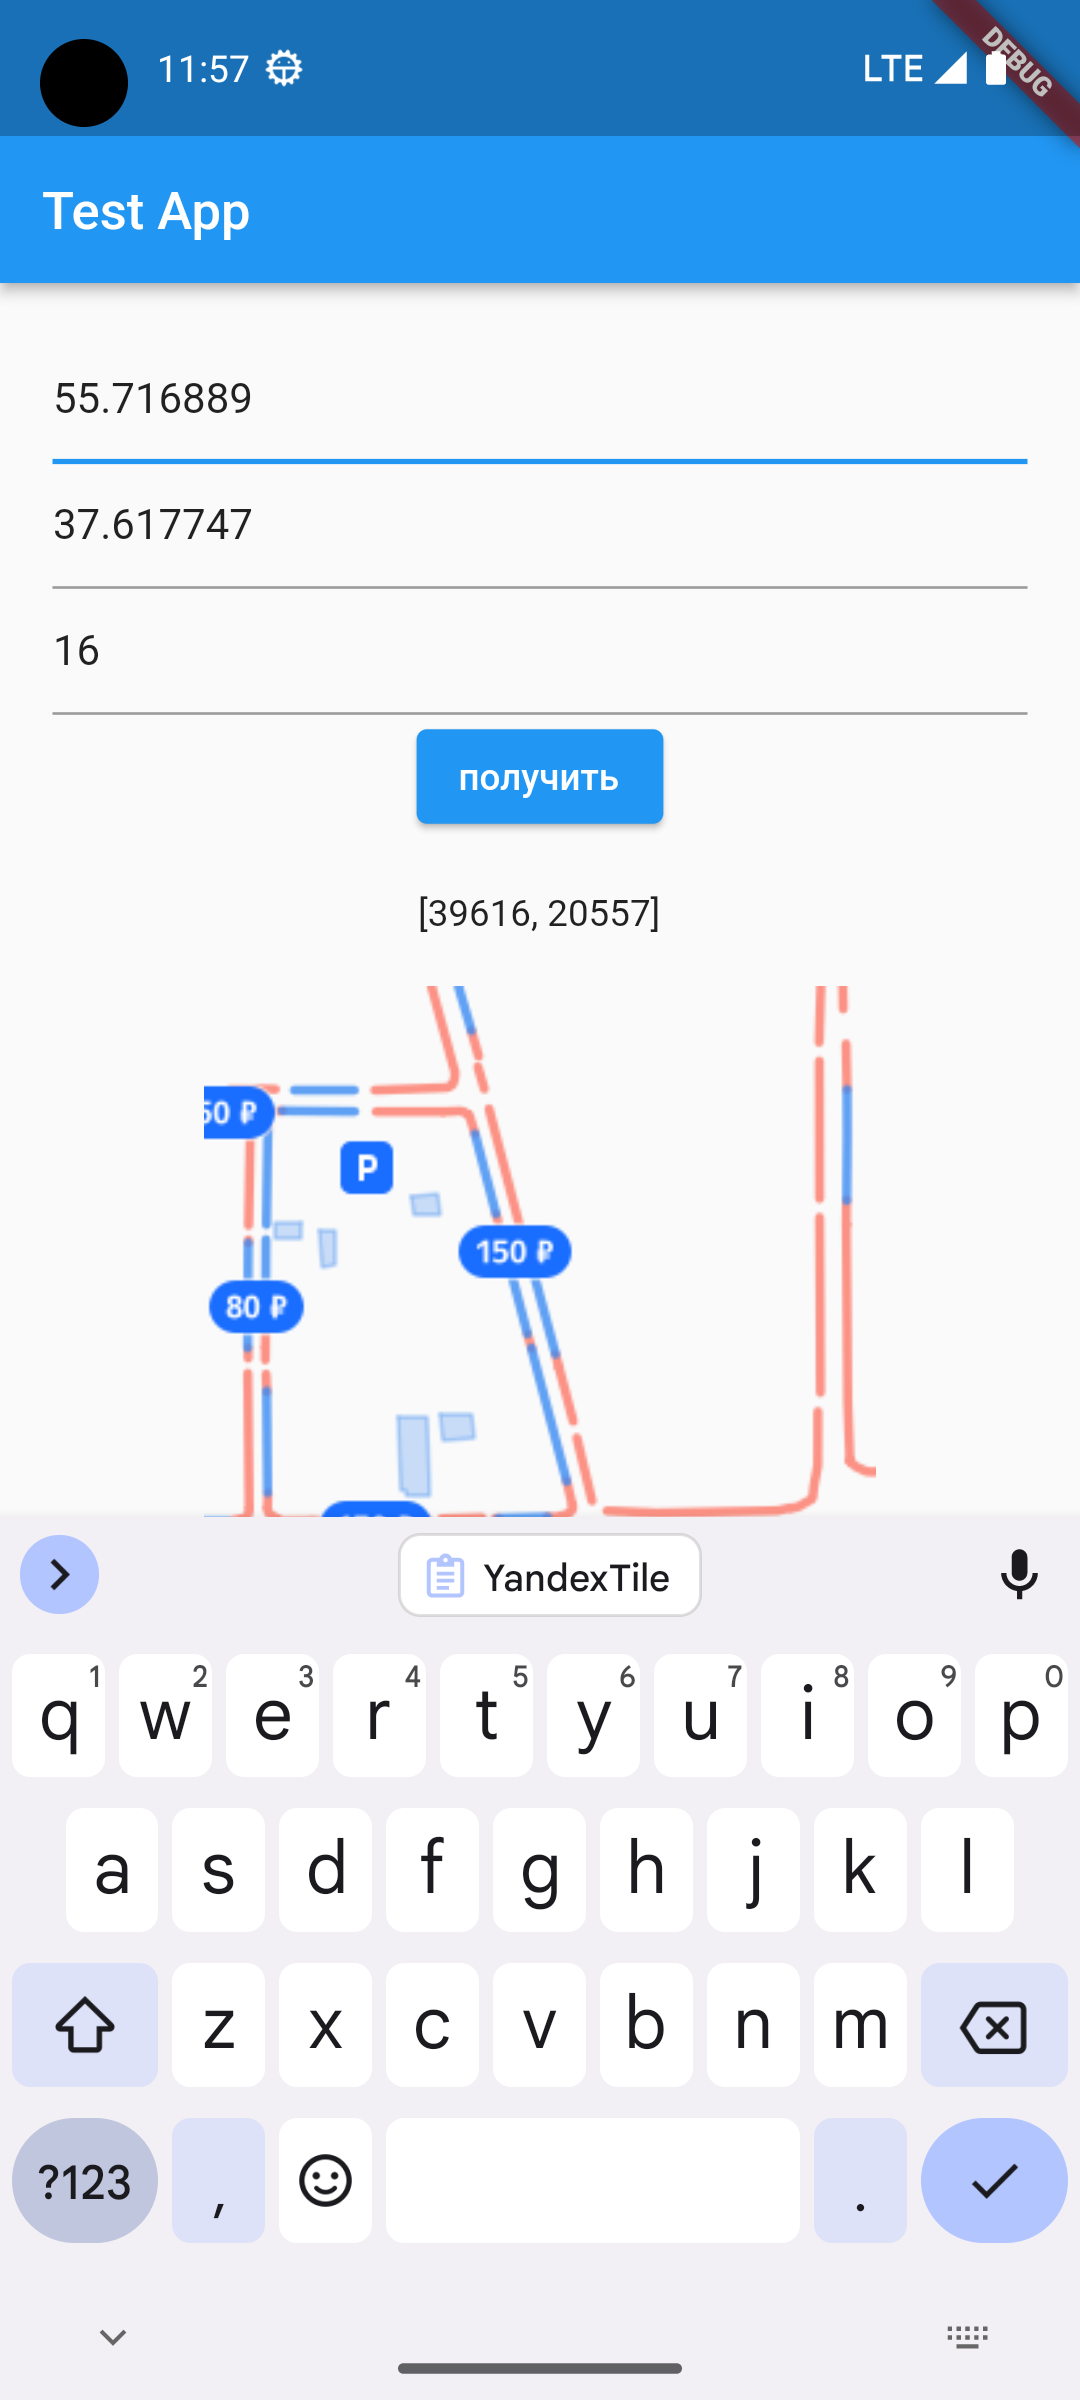 11:57
LTE
DEBUG
Test App
55.716889
37.617747
16
получить
[39616, 20557]
50 ₽
P
150 ₽
80 ₽
YandexTile
1 2 3 4 5 6 7 8 9 0
q w e r t y u i o p
a s d f g h j k l
z x c v b n m
?123 , .